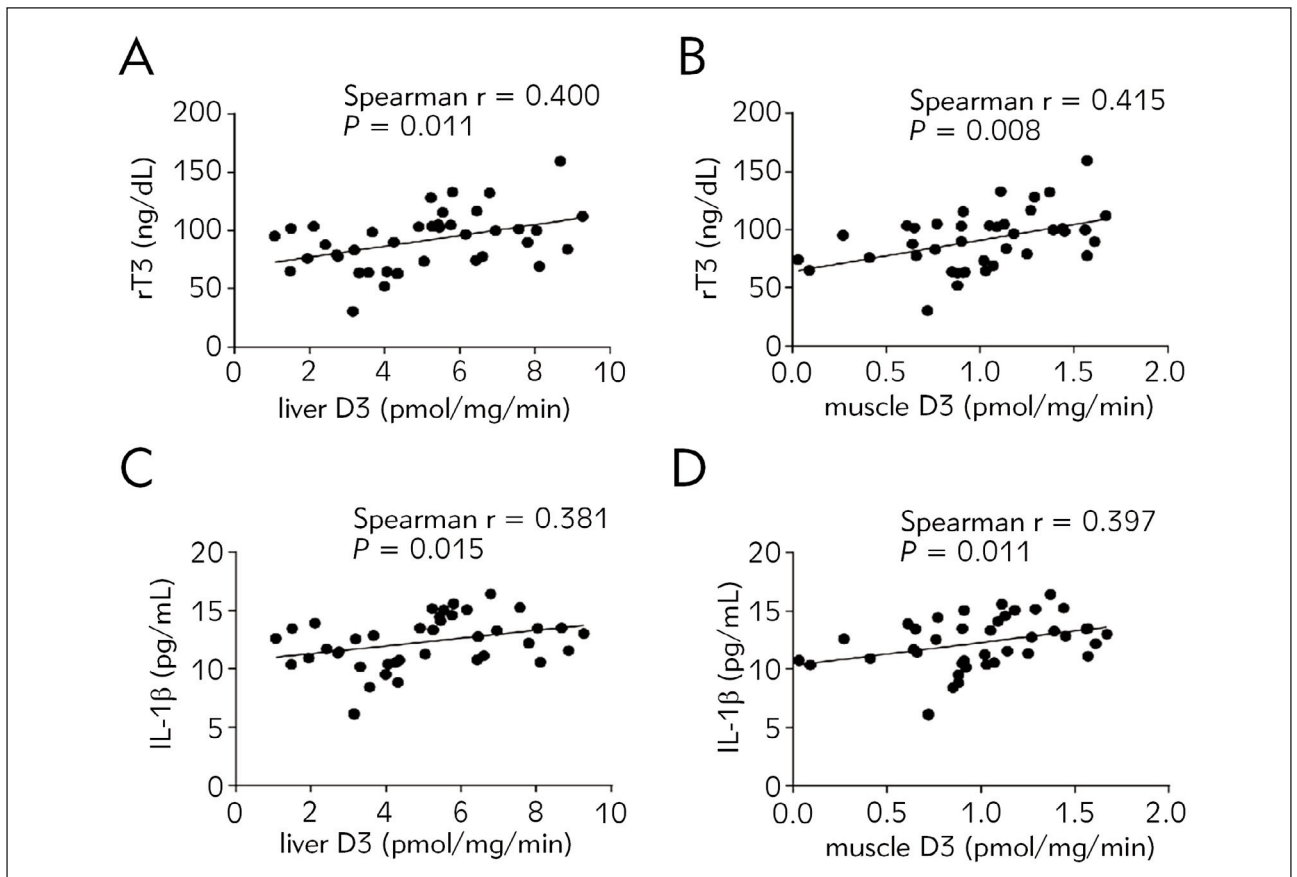 A
Spearman r = 0.400
P = 0.011
200
150
100
50
0
rT3 (ng/dL)
0 2 4 6 8 10
liver D3 (pmol/mg/min)
B
Spearman r = 0.415
P = 0.008
200
150
100
50
0
rT3 (ng/dL)
0.0 0.5 1.0 1.5 2.0
muscle D3 (pmol/mg/min)
C
Spearman r = 0.381
P = 0.015
20
15
10
5
0
IL-1β (pg/mL)
0 2 4 6 8 10
liver D3 (pmol/mg/min)
D
Spearman r = 0.397
P = 0.011
20
15
10
5
0
IL-1β (pg/mL)
0.0 0.5 1.0 1.5 2.0
muscle D3 (pmol/mg/min)